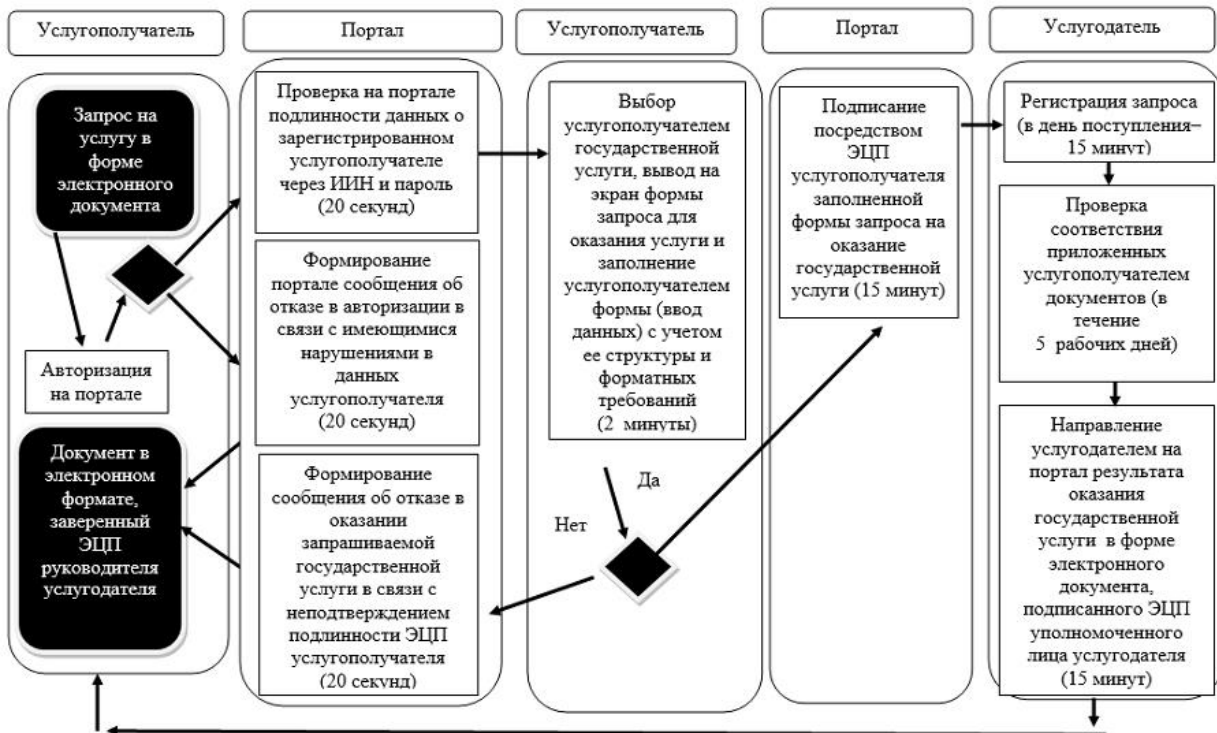 Услугополучатель
Портал
Услугополучатель
Портал
Услугодатель
Запрос на
услугу в
форме
электронного
документа
Авторизация
на портале
Документ в
электронном
формате,
заверенный
ЭЦП
руководителя
услугодателя
Проверка на портале
подлинности данных о
зарегистрированном
услугополучателе
через ИИН и пароль
(20 секунд)
Формирование
портале сообщения об
отказе в авторизации в
связи с имеющимися
нарушениями в
данных
услугополучателя
(20 секунд)
Формирование
сообщения об отказе в
оказании
запрашиваемой
государственной
услуги в связи с
неподтверждением
подлинности ЭЦП
услугополучателя
(20 секунд)
Выбор
услугополучателем
государственной
услуги, вывод на
экран формы
запроса для
оказания услуги и
заполнение
услугополучателем
формы (ввод
данных) с учетом
ее структуры и
форматных
требований
(2 минуты)
Да
Нет
Подписание
посредством
ЭЦП
услугополучателя
заполненной
формы запроса на
оказание
государственной
услуги (15 минут)
Регистрация запроса
(в день поступления–
15 минут)
Проверка
соответствия
приложенных
услугополучателем
документов (в
течение
5 рабочих дней)
Направление
услугодателем на
портал результата
оказания
государственной
услуги в форме
электронного
документа,
подписанного ЭЦП
уполномоченного
лица услугодателя
(15 минут)